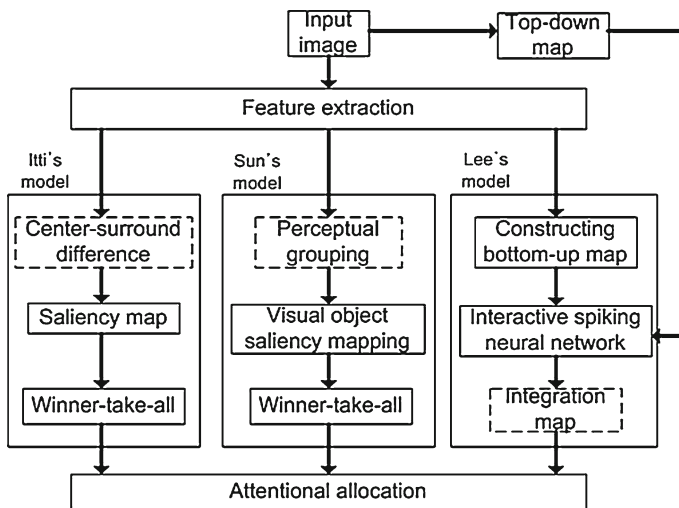 Input
image
Top-down
map
Feature extraction
Itti's
model
Sun's
model
Lee's
model
Center-surround
difference
Perceptual
grouping
Constructing
bottom-up map
Saliency map
Visual object
saliency mapping
Interactive spiking
neural network
Winner-take-all
Winner-take-all
Integration
map
Attentional allocation